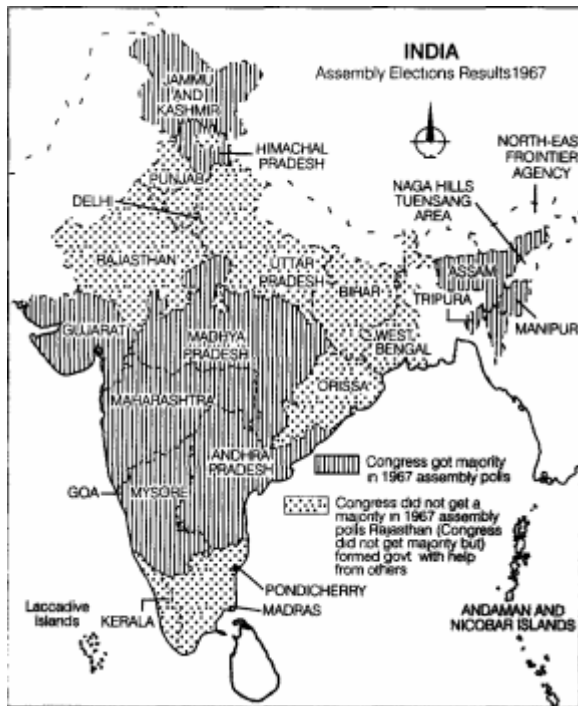 INDIA
Assembly Elections Results1967
JAMMU
AND
KASHMIR
HIMACHAL
PRADESH
NORTH-EAST
FRONTIER
AGENCY
PUNJAB
NAGA HILLS
TUENSANG
AREA
DELHI
RAJASTHAN
UTTAR
PRADESH
BIHAR
ASSAM
TRIPURA
MANIPUR
GUJARAT
MADHYA
PRADESH
WEST
BENGAL
ORISSA
MAHARASHTRA
ANDHRA
PRADESH
Congress got majority
in 1967 assembly polls
GOA
MYSORE
Congress did not get a
majority in 1967 assembly
polls Rajasthan (Congress
did not get majority but)
formed govt. with help
from others
PONDICHERRY
MADRAS
KERALA
Laccadive
Islands
ANDAMAN AND
NICOBAR ISLANDS